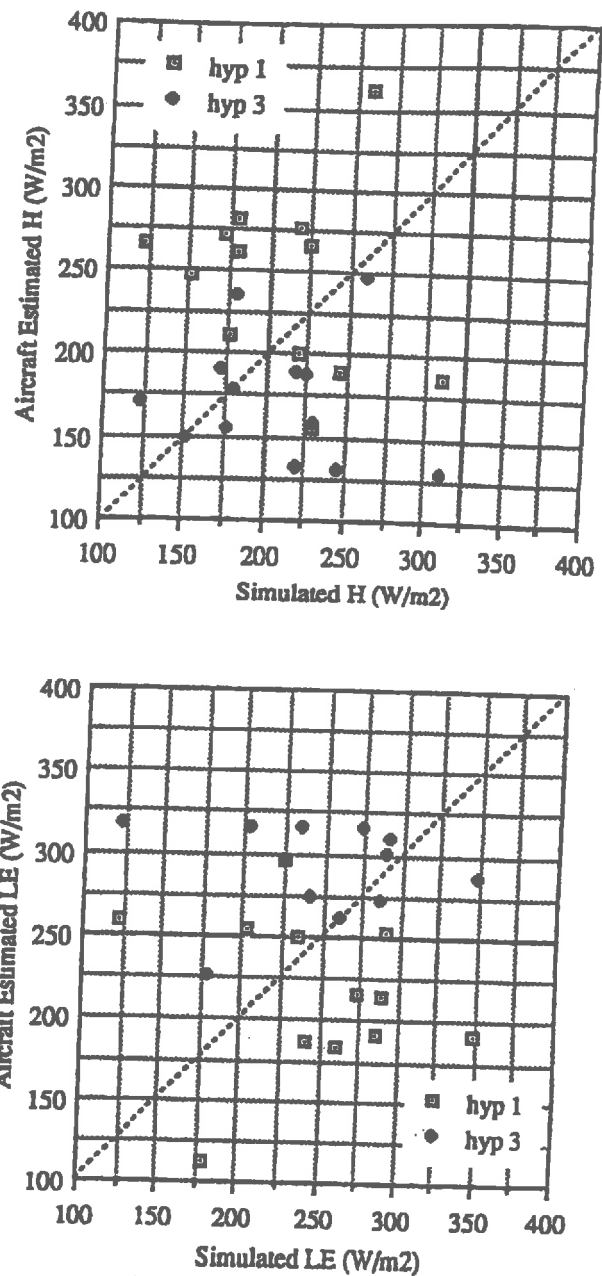 400
350
300
250
200
150
100
hyp 1
hyp 3
Aircraft Estimated H (W/m2)
100 150 200 250 300 350 400
Simulated H (W/m2)
400
350
300
250
200
150
100
Aircraft Estimated LE (W/m2)
hyp 1
hyp 3
100 150 200 250 300 350 400
Simulated LE (W/m2)